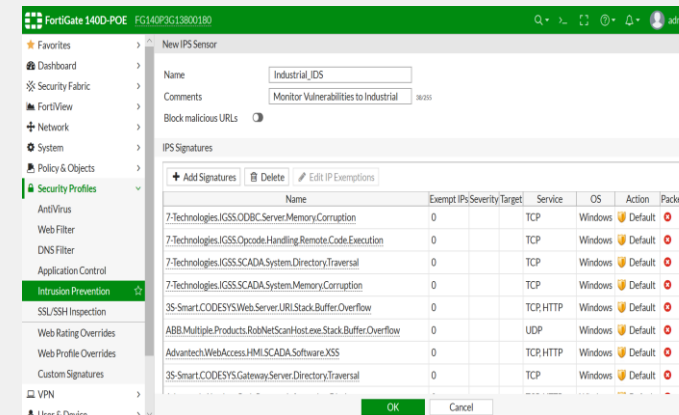 FortiGate 140D-POE FG140P3G13800180
Favorites
Dashboard
Security Fabric
FortiView
Network
System
Policy & Objects
Security Profiles
AntiVirus
Web Filter
DNS Filter
Application Control
Intrusion Prevention
SSL/SSH Inspection
Web Rating Overrides
Web Profile Overrides
Custom Signatures
VPN
User & Device
New IPS Sensor
Name Industrial_IDS
Comments Monitor Vulnerabilities to Industrial 38/255
Block malicious URLs
IPS Signatures
+ Add Signatures Delete Edit IP Exemptions
Name Exempt IPs Severity Target Service OS Action Packe
7-Technologies.IGSS.ODBC.Server.Memory.Corruption 0 TCP Windows Default
7-Technologies.IGSS.Opcode.Handling.Remote.Code.Execution 0 TCP Windows Default
7-Technologies.IGSS.SCADA.System.Directory.Traversal 0 TCP Windows Default
7-Technologies.IGSS.SCADA.System.Memory.Corruption 0 TCP Windows Default
3S-Smart.CODESYS.Web.Server.URI.Stack.Buffer.Overflow 0 TCP, HTTP Windows Default
ABB.Multiple.Products.RobNetScanHost.exe.Stack.Buffer.Overflow 0 UDP Windows Default
Advantech.WebAccess.HMI.SCADA.Software.XSS 0 TCP, HTTP Windows Default
3S-Smart.CODESYS.Gateway.Server.Directory.Traversal 0 TCP Windows Default
OK Cancel